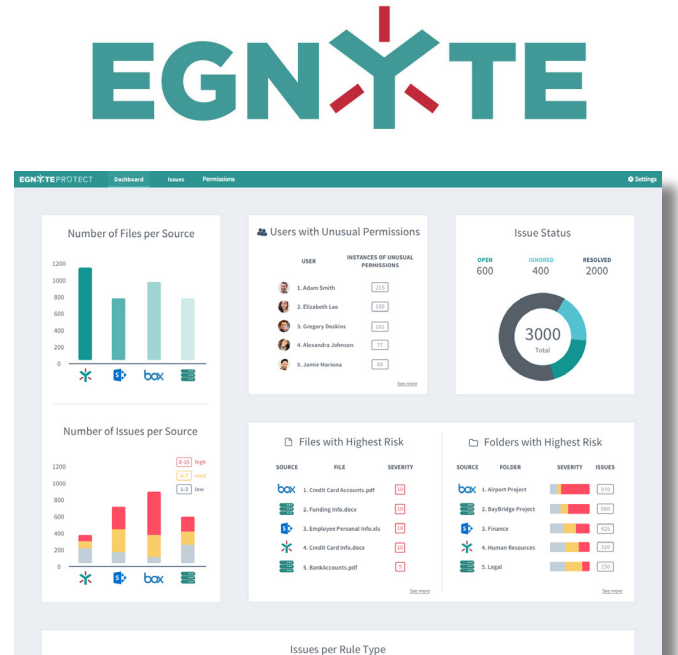 EGNYTE
EGNYTE PROTECT Dashboard Issues Permissions Settings
Number of Files per Source
1200
1000
800
600
400
200
0
box
Users with Unusual Permissions
USER INSTANCES OF UNUSUAL PERMISSIONS
1. Adam Smith 215
2. Elizabeth Lee 150
3. Gregory Doskins 101
4. Alexandra Johnson 77
5. Jamie Mariona 65
See more
Issue Status
OPEN IGNORED RESOLVED
600 400 2000
3000
Total
Number of Issues per Source
8-10 high
4-7 med
1-3 low
1200
1000
800
600
400
200
0
box
Files with Highest Risk
SOURCE FILE SEVERITY
box 1. Credit Card Accounts.pdf 10
2. Funding Info.docx 10
3. Employee Personal Info.xls 10
4. Credit Card Info.docx 10
5. BankAccounts.pdf 9
See more
Folders with Highest Risk
SOURCE FOLDER SEVERITY ISSUES
box 1. Airport Project 970
2. BayBridge Project 680
3. Finance 425
4. Human Resources 210
5. Legal 150
See more
Issues per Rule Type